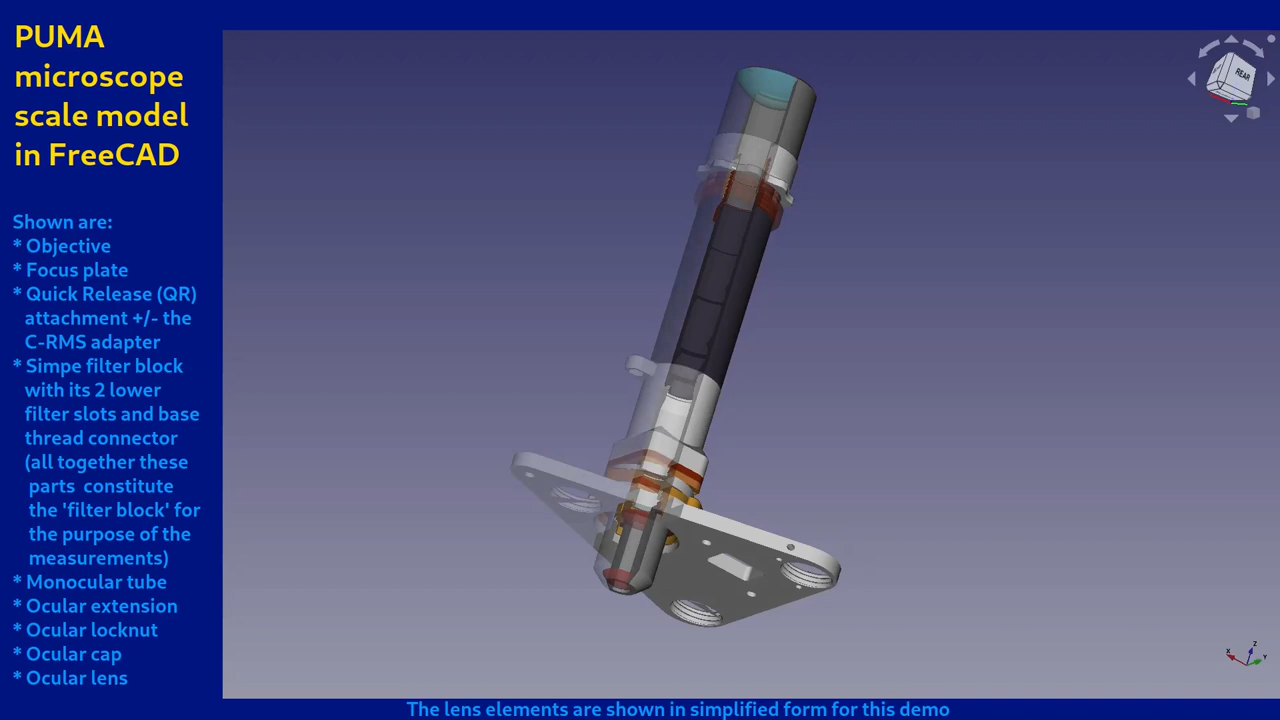 PUMA
microscope
scale model
in FreeCAD
Shown are:
* Objective
* Focus plate
* Quick Release (QR)
attachment +/- the
C-RMS adapter
* Simpe filter block
with its 2 lower
filter slots and base
thread connector
(all together these
parts constitute
the 'filter block' for
the purpose of the
measurements)
* Monocular tube
* Ocular extension
* Ocular locknut
* Ocular cap
* Ocular lens
REAR
Z
X
Y
The lens elements are shown in simplified form for this demo